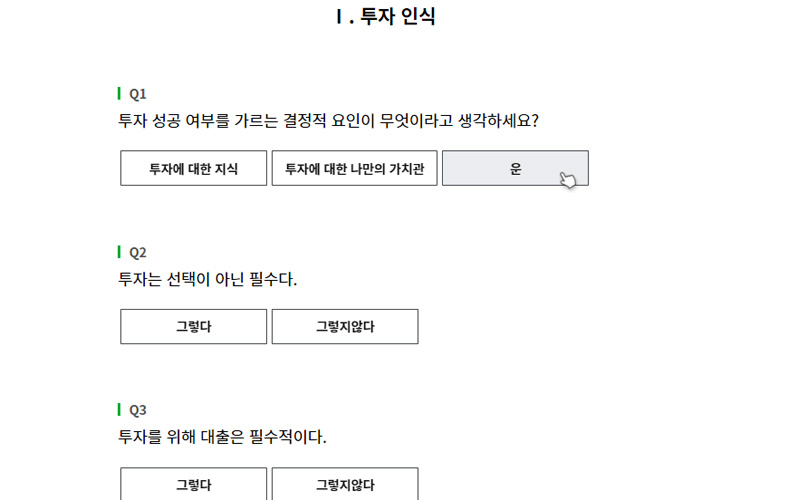 Ⅰ. 투자 인식
Q1
투자 성공 여부를 가르는 결정적 요인이 무엇이라고 생각하세요?
투자에 대한 지식 투자에 대한 나만의 가치관 운
Q2
투자는 선택이 아닌 필수다.
그렇다 그렇지않다
Q3
투자를 위해 대출은 필수적이다.
그렇다 그렇지않다